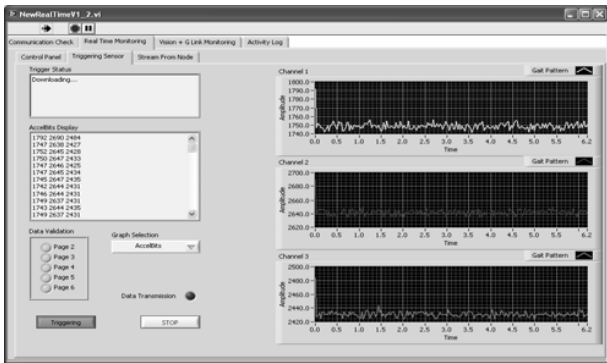 NewRealTimeV1_2.vi
Communication Check Real Time Monitoring Vision + G Link Monitoring Activity Log
Control Panel Triggering Sensor Stream From Node
Trigger Status
Downloading...
AccelBits Display
1792 2690 2484
1747 2638 2427
1752 2645 2428
1750 2647 2433
1747 2646 2425
1747 2645 2434
1745 2647 2435
1742 2644 2431
1746 2644 2431
1749 2637 2431
1743 2644 2435
1749 2637 2431
Data Validation
Page 2
Page 3
Page 4
Page 5
Page 6
Graph Selection
AccelBits
Data Transmission
Triggering STOP
Channel 1 Gait Pattern
Amplitude
1800.0
1790.0
1780.0
1770.0
1760.0
1750.0
1740.0
0.0 0.5 1.0 1.5 2.0 2.5 3.0 3.5 4.0 4.5 5.0 5.5 6.2
Time
Channel 2 Gait Pattern
Amplitude
2700.0
2680.0
2660.0
2640.0
2620.0
0.0 0.5 1.0 1.5 2.0 2.5 3.0 3.5 4.0 4.5 5.0 5.5 6.2
Time
Channel 3 Gait Pattern
Amplitude
2500.0
2480.0
2460.0
2440.0
2420.0
0.0 0.5 1.0 1.5 2.0 2.5 3.0 3.5 4.0 4.5 5.0 5.5 6.2
Time